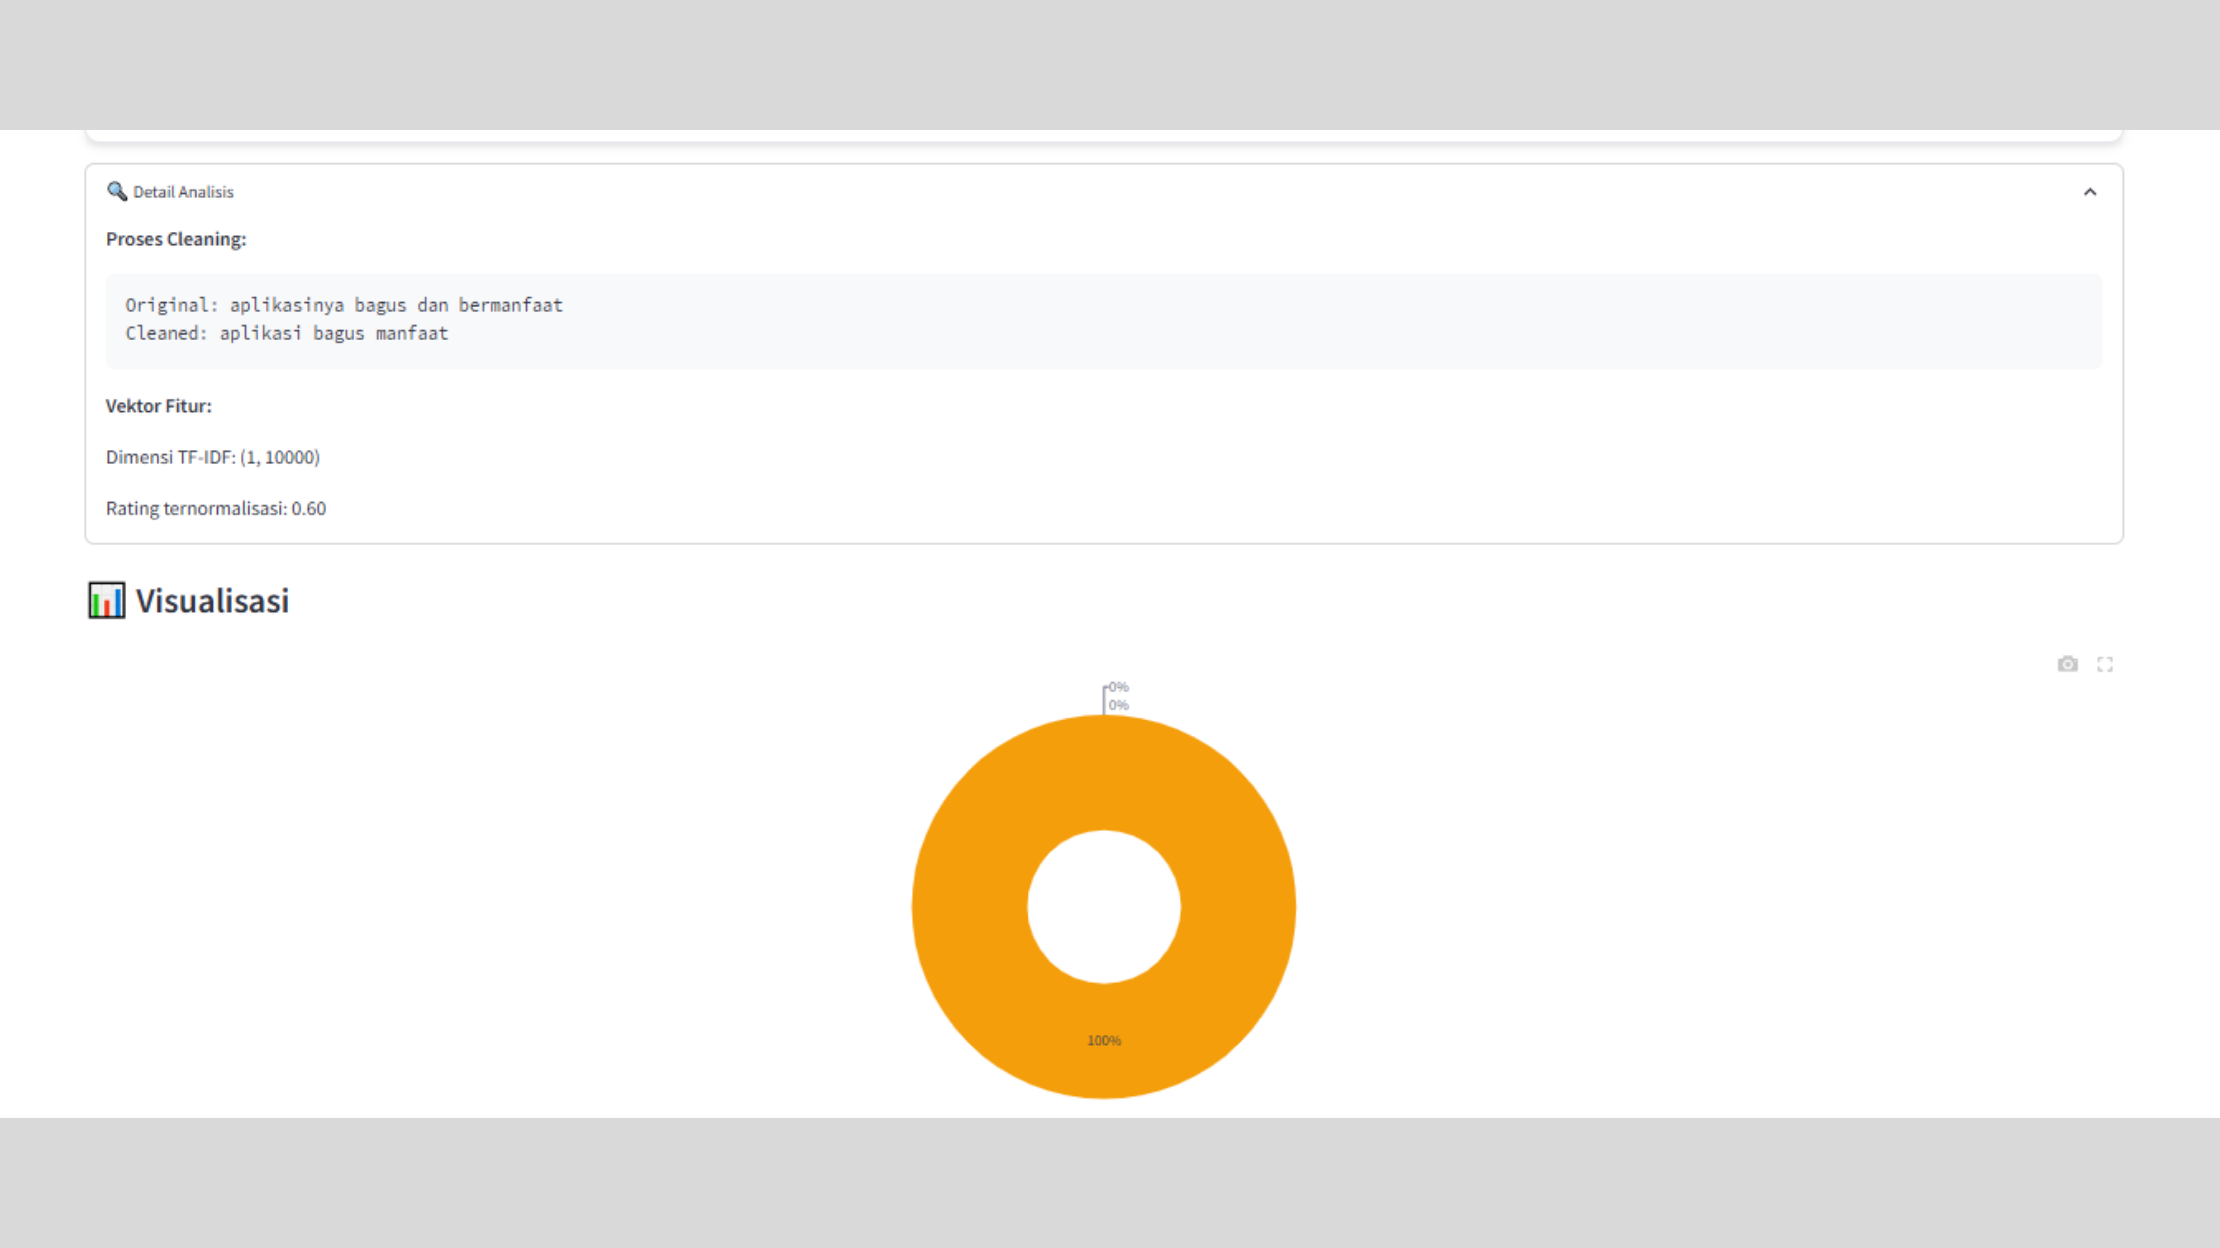 Detail Analisis
Proses Cleaning:
Original: aplikasinya bagus dan bermanfaat
Cleaned: aplikasi bagus manfaat
Vektor Fitur:
Dimensi TF-IDF: (1, 10000)
Rating ternormalisasi: 0.60
Visualisasi
0%
0%
100%